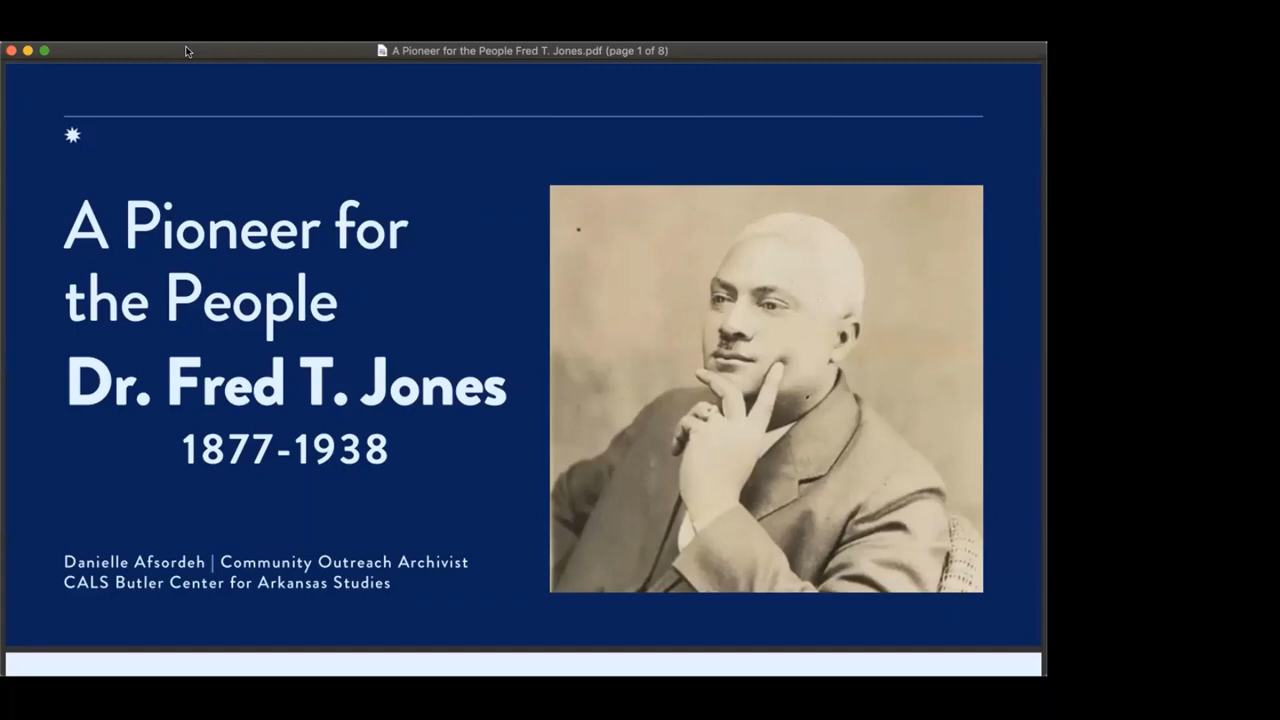 A Pioneer for the People Fred T. Jones.pdf (page 1 of 8)
A Pioneer for
the People
Dr. Fred T. Jones
1877-1938
Danielle Afsordeh | Community Outreach Archivist
CALS Butler Center for Arkansas Studies